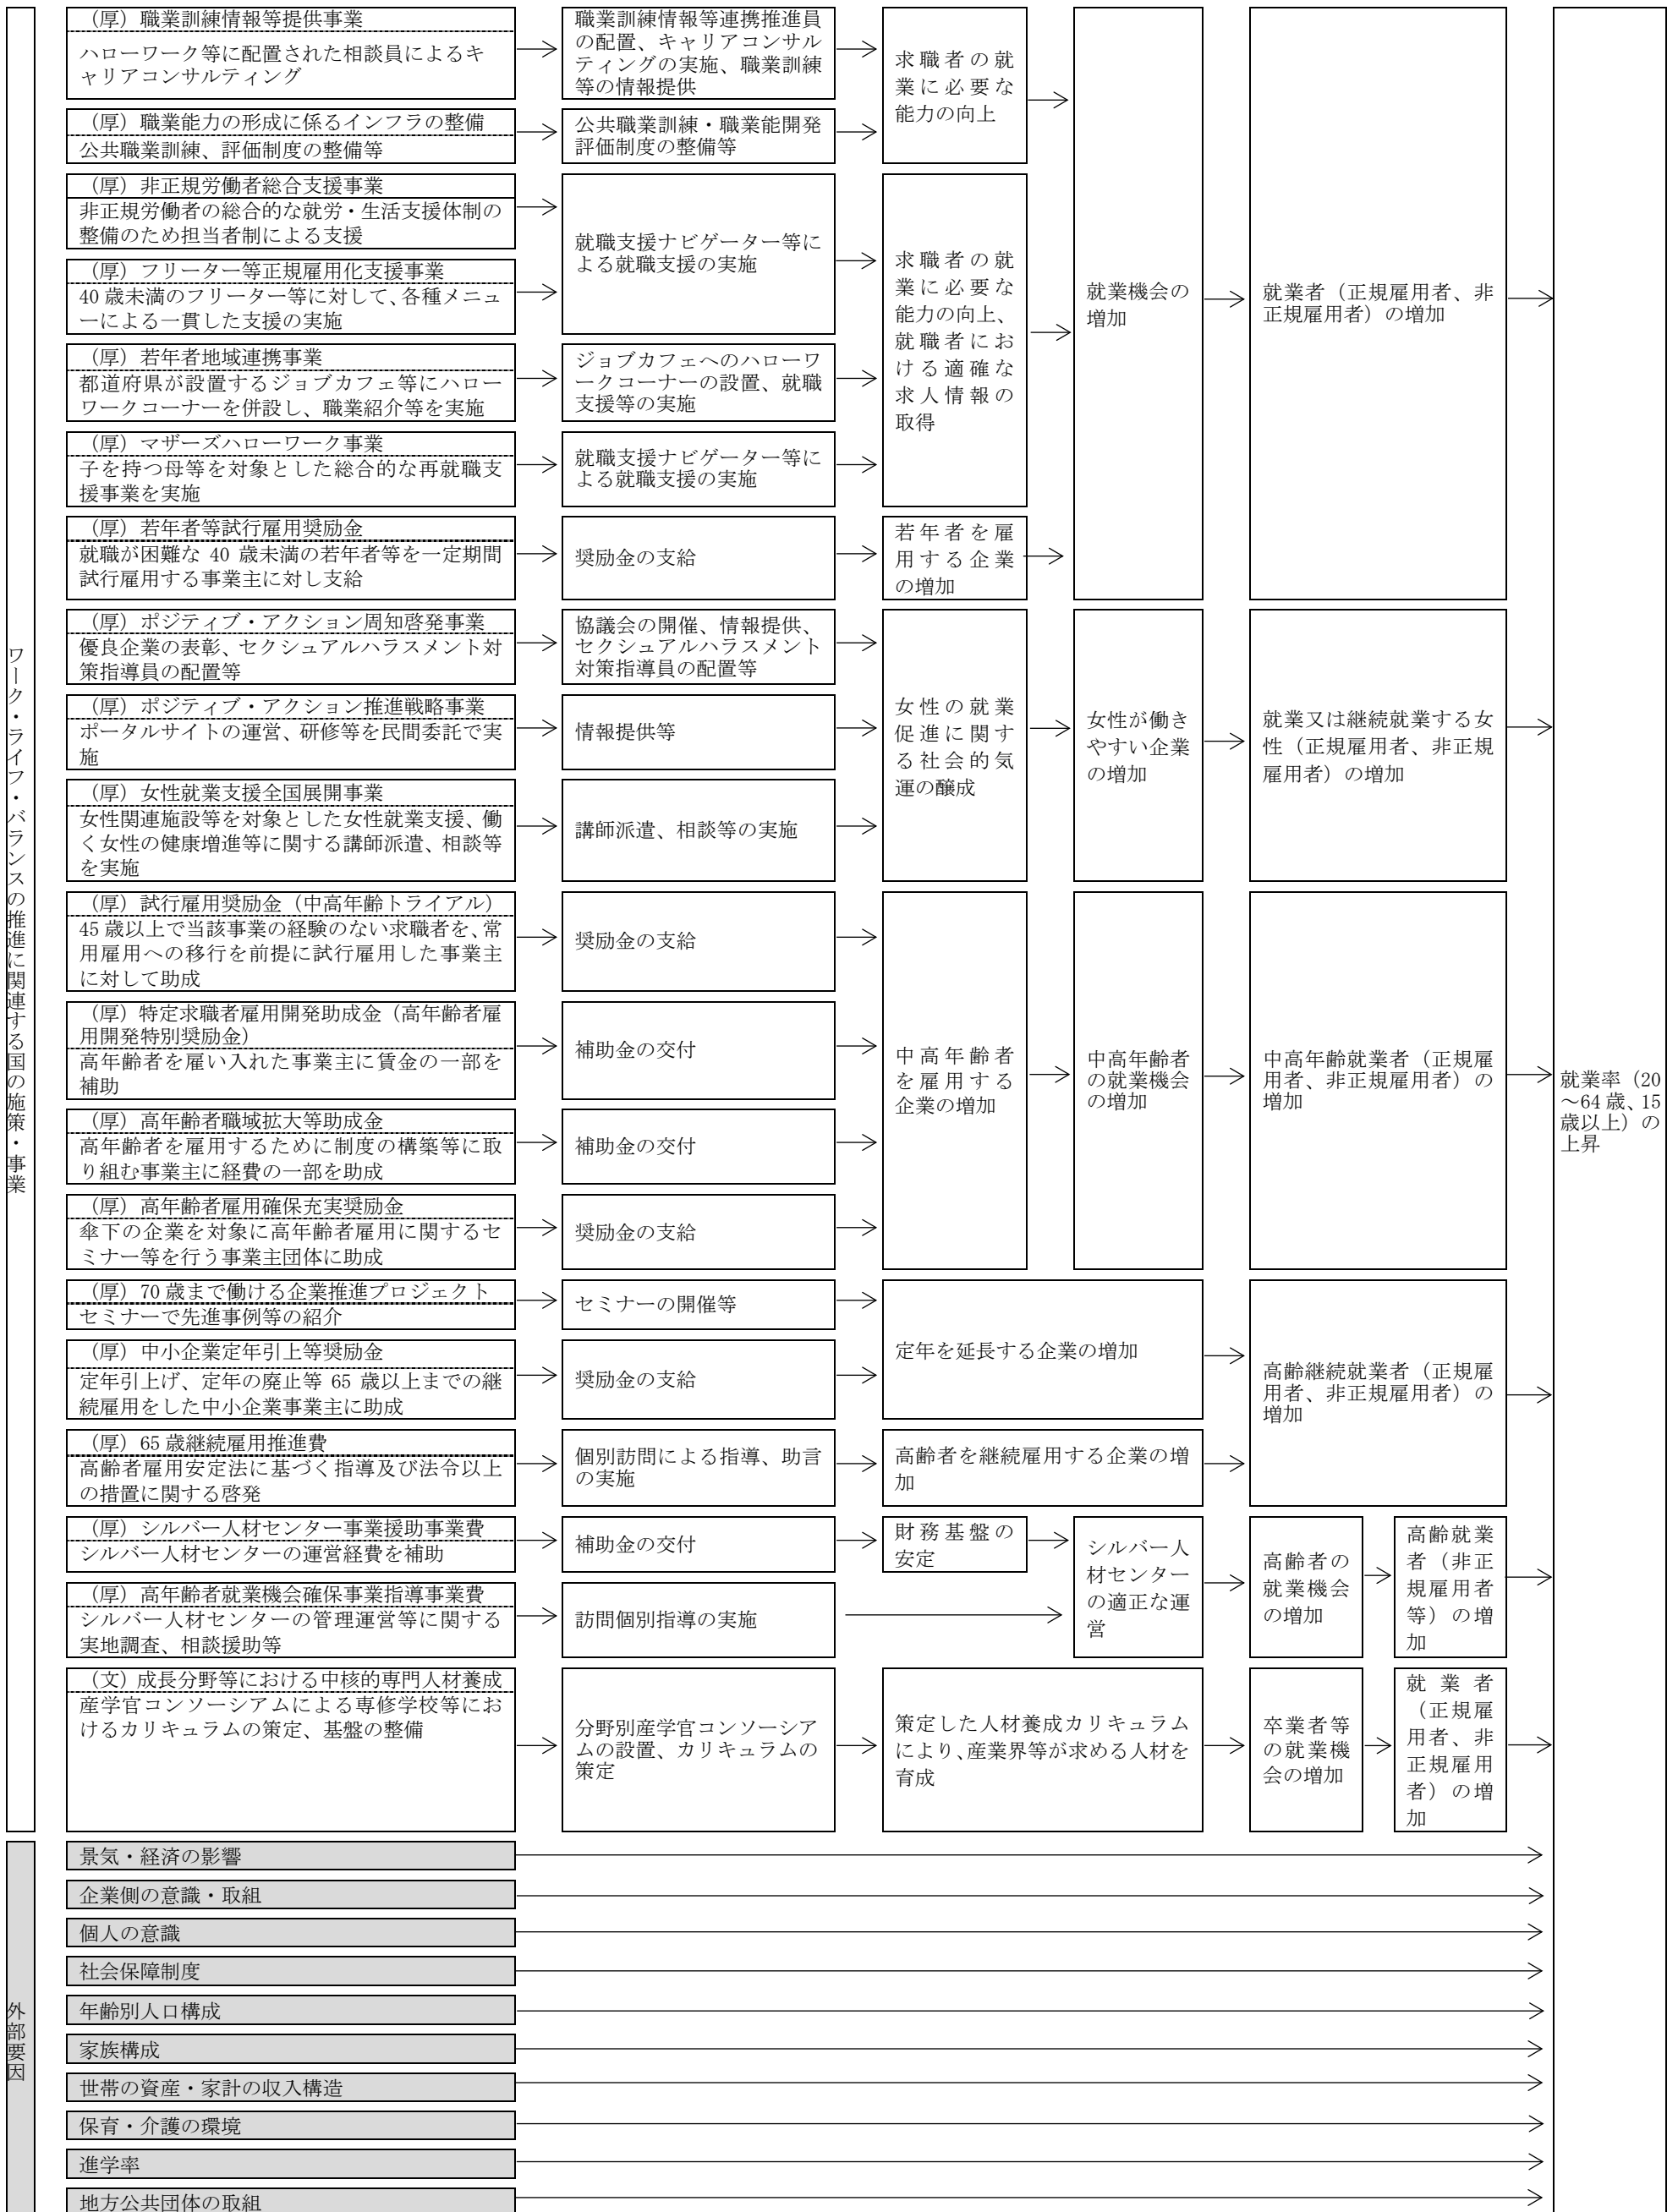 ワーク・ライフ・バランスの推進に関連する国の施策・事業
（厚）職業訓練情報等提供事業
ハローワーク等に配置された相談員によるキ
ャリアコンサルティング
職業訓練情報等連携推進員
の配置、キャリアコンサル
ティングの実施、職業訓練
等の情報提供
（厚）職業能力の形成に係るインフラの整備
公共職業訓練、評価制度の整備等
公共職業訓練・職業能開発
評価制度の整備等
求職者の就
業に必要な
能力の向上
（厚）非正規労働者総合支援事業
非正規労働者の総合的な就労・生活支援体制の
整備のため担当者制による支援
（厚）フリーター等正規雇用化支援事業
40 歳未満のフリーター等に対して、各種メニュ
ーによる一貫した支援の実施
就職支援ナビゲーター等に
よる就職支援の実施
（厚）若年者地域連携事業
都道府県が設置するジョブカフェ等にハロー
ワークコーナーを併設し、職業紹介等を実施
ジョブカフェへのハローワ
ークコーナーの設置、就職
支援等の実施
（厚）マザーズハローワーク事業
子を持つ母等を対象とした総合的な再就職支
援事業を実施
就職支援ナビゲーター等に
よる就職支援の実施
求職者の就
業に必要な
能力の向上、
就職者にお
ける適確な
求人情報の
取得
（厚）若年者等試行雇用奨励金
就職が困難な 40 歳未満の若年者等を一定期間
試行雇用する事業主に対し支給
奨励金の支給
若年者を雇
用する企業
の増加
就業機会の
増加
就業者（正規雇用者、非
正規雇用者）の増加
（厚）ポジティブ・アクション周知啓発事業
優良企業の表彰、セクシュアルハラスメント対
策指導員の配置等
協議会の開催、情報提供、
セクシュアルハラスメント
対策指導員の配置等
（厚）ポジティブ・アクション推進戦略事業
ポータルサイトの運営、研修等を民間委託で実
施
情報提供等
（厚）女性就業支援全国展開事業
女性関連施設等を対象とした女性就業支援、働
く女性の健康増進等に関する講師派遣、相談等
を実施
講師派遣、相談等の実施
女性の就業
促進に関す
る社会的気
運の醸成
女性が働き
やすい企業
の増加
就業又は継続就業する女
性（正規雇用者、非正規
雇用者）の増加
（厚）試行雇用奨励金（中高年齢トライアル）
45 歳以上で当該事業の経験のない求職者を、常
用雇用への移行を前提に試行雇用した事業主
に対して助成
奨励金の支給
（厚）特定求職者雇用開発助成金（高年齢者雇
用開発特別奨励金）
高年齢者を雇い入れた事業主に賃金の一部を
補助
補助金の交付
（厚）高年齢者職域拡大等助成金
高年齢者を雇用するために制度の構築等に取
り組む事業主に経費の一部を助成
補助金の交付
（厚）高年齢者雇用確保充実奨励金
傘下の企業を対象に高年齢者雇用に関するセ
ミナー等を行う事業主団体に助成
奨励金の支給
中高年齢者
を雇用する
企業の増加
中高年齢者
の就業機会
の増加
中高年齢就業者（正規雇
用者、非正規雇用者）の
増加
（厚）70 歳まで働ける企業推進プロジェクト
セミナーで先進事例等の紹介
セミナーの開催等
（厚）中小企業定年引上等奨励金
定年引上げ、定年の廃止等 65 歳以上までの継
続雇用をした中小企業事業主に助成
奨励金の支給
定年を延長する企業の増加
（厚）65 歳継続雇用推進費
高齢者雇用安定法に基づく指導及び法令以上
の措置に関する啓発
個別訪問による指導、助言
の実施
高齢者を継続雇用する企業の増
加
高齢継続就業者（正規雇
用者、非正規雇用者）の
増加
（厚）シルバー人材センター事業援助事業費
シルバー人材センターの運営経費を補助
補助金の交付
財務基盤の
安定
（厚）高年齢者就業機会確保事業指導事業費
シルバー人材センターの管理運営等に関する
実地調査、相談援助等
訪問個別指導の実施
シルバー人
材センター
の適正な運
営
高齢者の
就業機会
の増加
高齢就業
者（非正
規雇用者
等）の増
加
（文）成長分野等における中核的専門人材養成
産学官コンソーシアムによる専修学校等にお
けるカリキュラムの策定、基盤の整備
分野別産学官コンソーシア
ムの設置、カリキュラムの
策定
策定した人材養成カリキュラム
により、産業界等が求める人材を
育成
卒業者等
の就業機
会の増加
就業者
（正規雇
用者、非
正規雇用
者）の増
加
就業率（20
～64 歳、15
歳以上）の
上昇
外部要因
景気・経済の影響
企業側の意識・取組
個人の意識
社会保障制度
年齢別人口構成
家族構成
世帯の資産・家計の収入構造
保育・介護の環境
進学率
地方公共団体の取組